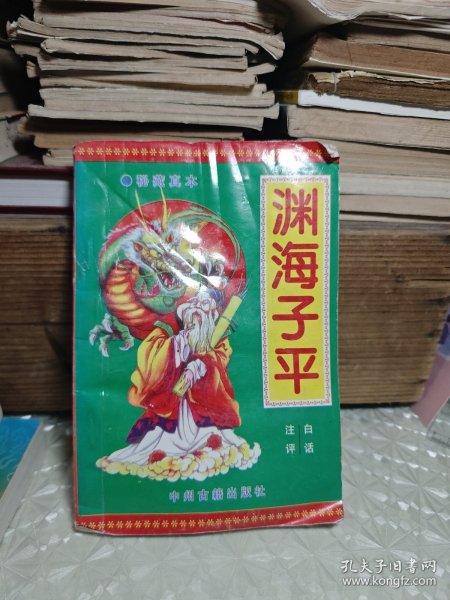 秘藏真本
渊海子平
白话
注评
中州古籍出版社
孔夫子旧书网
www.kongfz.com